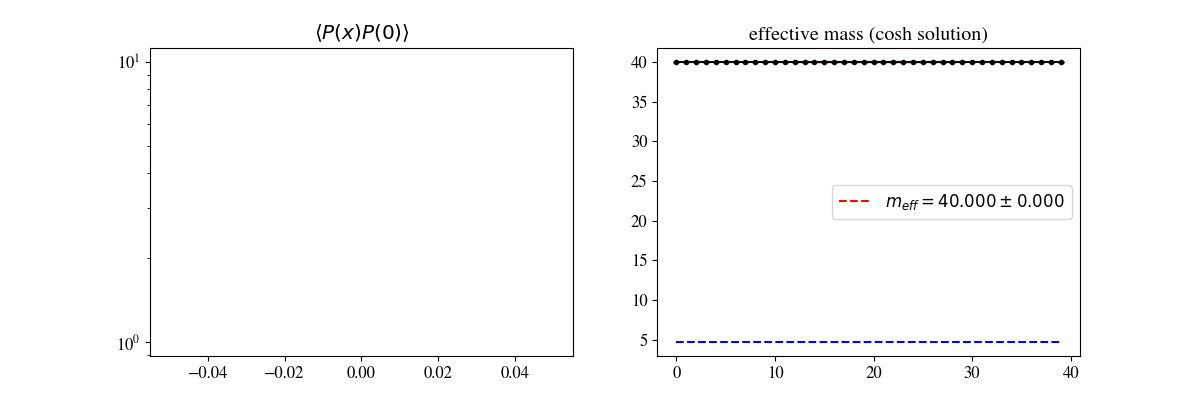 ⟨P(x)P(0)⟩
10¹
10⁰
−0.04 −0.02 0.00 0.02 0.04
effective mass (cosh solution)
40
35
30
25
20
15
10
5
m_eff = 40.000 ± 0.000
0 10 20 30 40